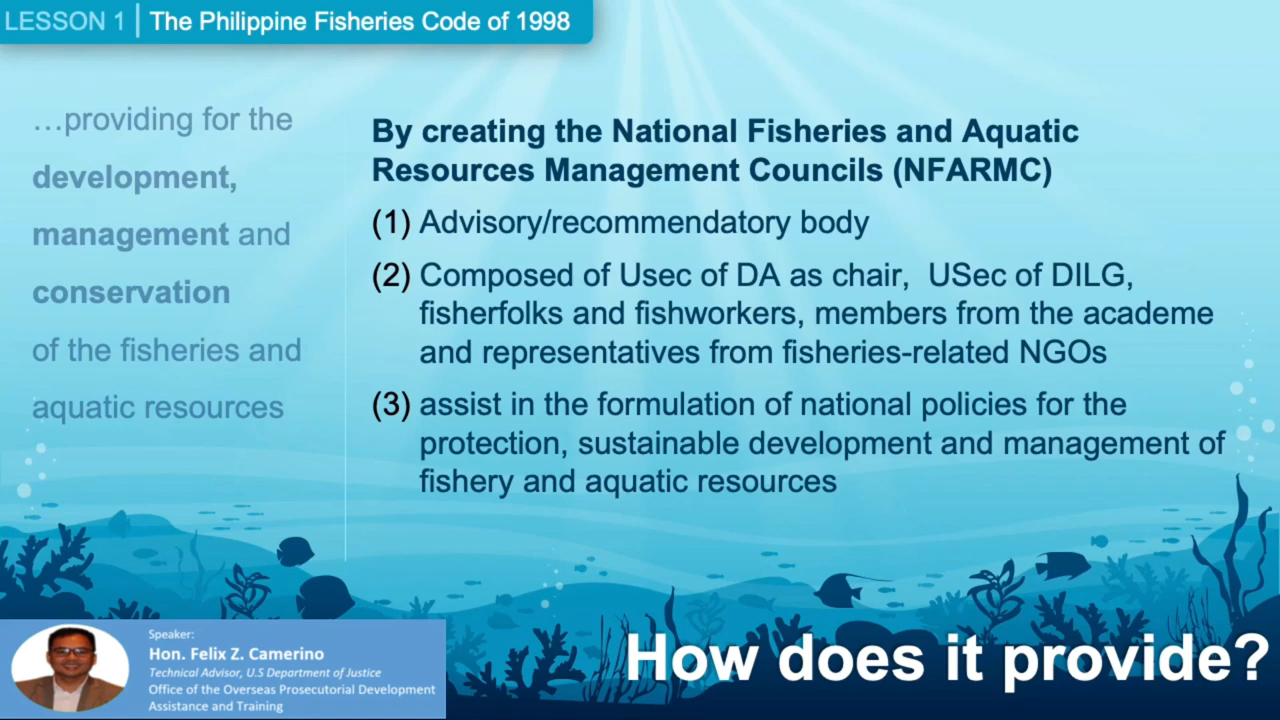 LESSON 1 | The Philippine Fisheries Code of 1998
…providing for the
development,
management and
conservation
of the fisheries and
aquatic resources
By creating the National Fisheries and Aquatic
Resources Management Councils (NFARMC)
(1) Advisory/recommendatory body
(2) Composed of Usec of DA as chair, USec of DILG,
fisherfolks and fishworkers, members from the academe
and representatives from fisheries-related NGOs
(3) assist in the formulation of national policies for the
protection, sustainable development and management of
fishery and aquatic resources
How does it provide?
Speaker:
Hon. Felix Z. Camerino
Technical Advisor, U.S Department of Justice
Office of the Overseas Prosecutorial Development
Assistance and Training